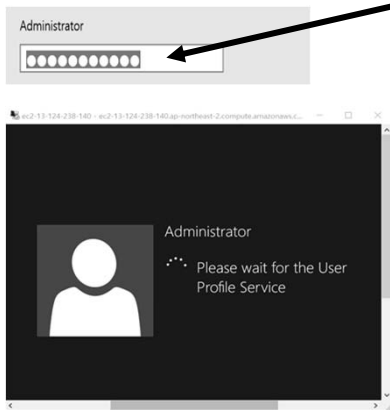 Administrator
ec2-13-124-238-140 - ec2-13-124-238-140.ap-northeast-2.compute.amazonaws.c...
Administrator
Please wait for the User
Profile Service